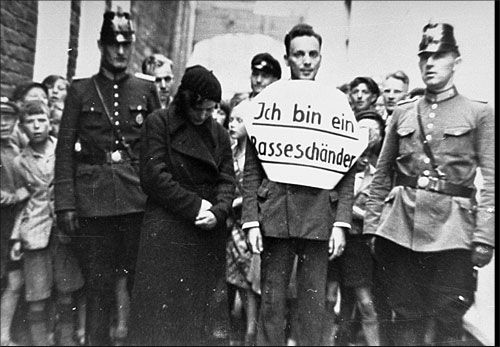 Ich bin ein
Rasseschänder